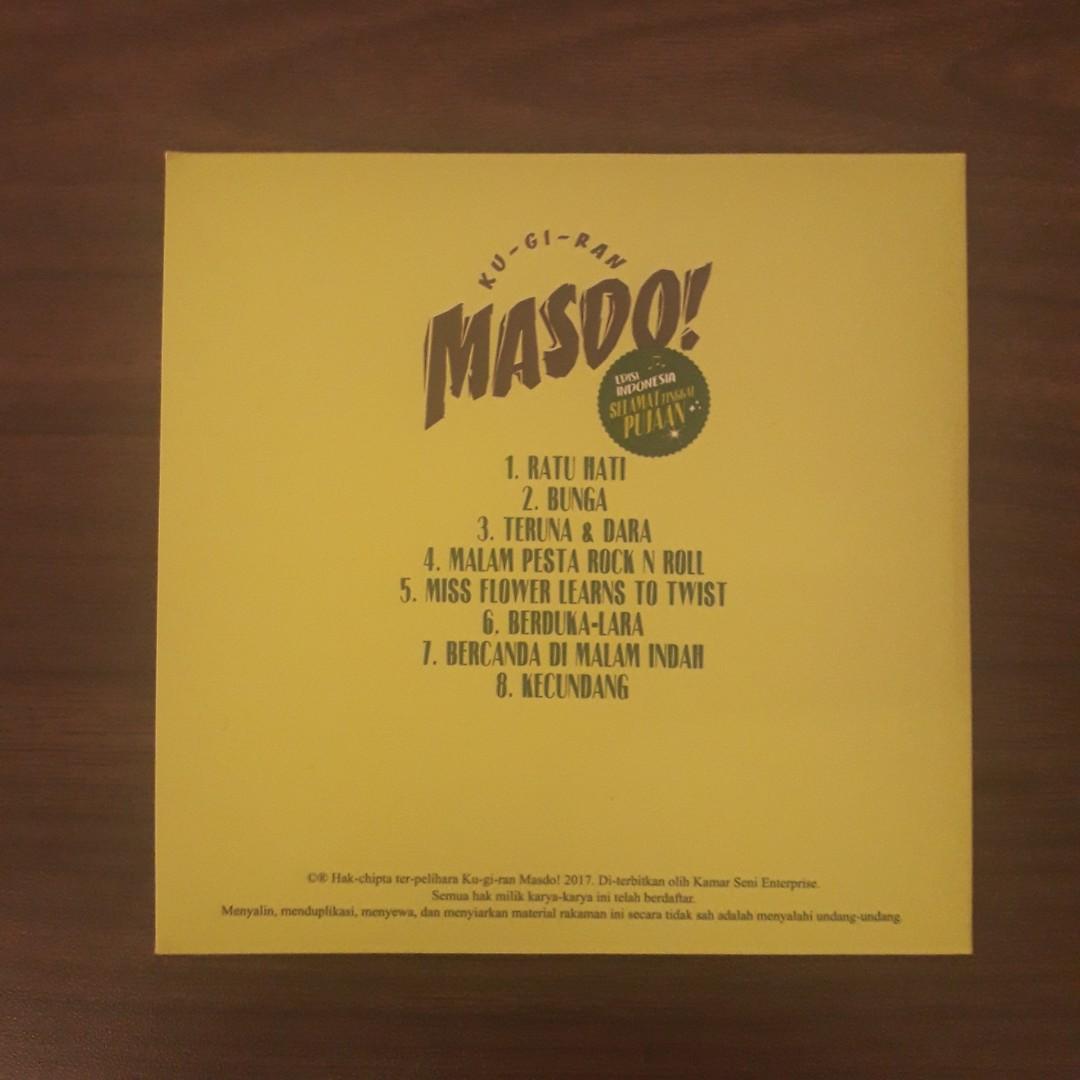 KU-GI-RAN
MASDO!
EDISI
INDONESIA
SELAMAT TINGGAL
PUJAAN
1. RATU HATI
2. BUNGA
3. TERUNA & DARA
4. MALAM PESTA ROCK N ROLL
5. MISS FLOWER LEARNS TO TWIST
6. BERDUKA-LARA
7. BERCANDA DI MALAM INDAH
8. KECUNDANG
©® Hak-chipta ter-pelihara Ku-gi-ran Masdo! 2017. Di-terbitkan olih Kamar Seni Enterprise.
Semua hak milik karya-karya ini telah berdaftar.
Menyalin, menduplikasi, menyewa, dan menyiarkan material rakaman ini secara tidak sah adalah menyalahi undang-undang.